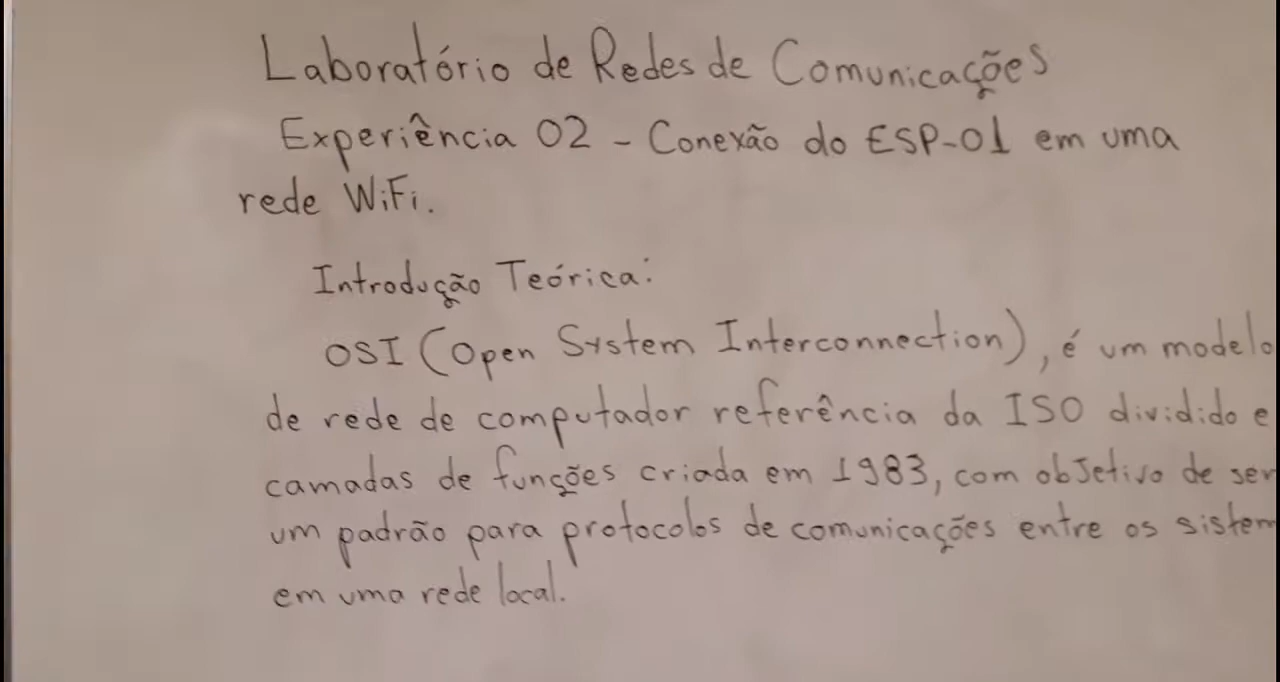 Laboratório de Redes de Comunicações
Experiência 02 - Conexão do ESP-01 em uma
rede WiFi.
Introdução Teórica:
OSI (Open System Interconnection), é um modelo
de rede de computador referência da ISO dividido e
camadas de funções criada em 1983, com objetivo de ser
um padrão para protocolos de comunicações entre os sistem
em uma rede local.